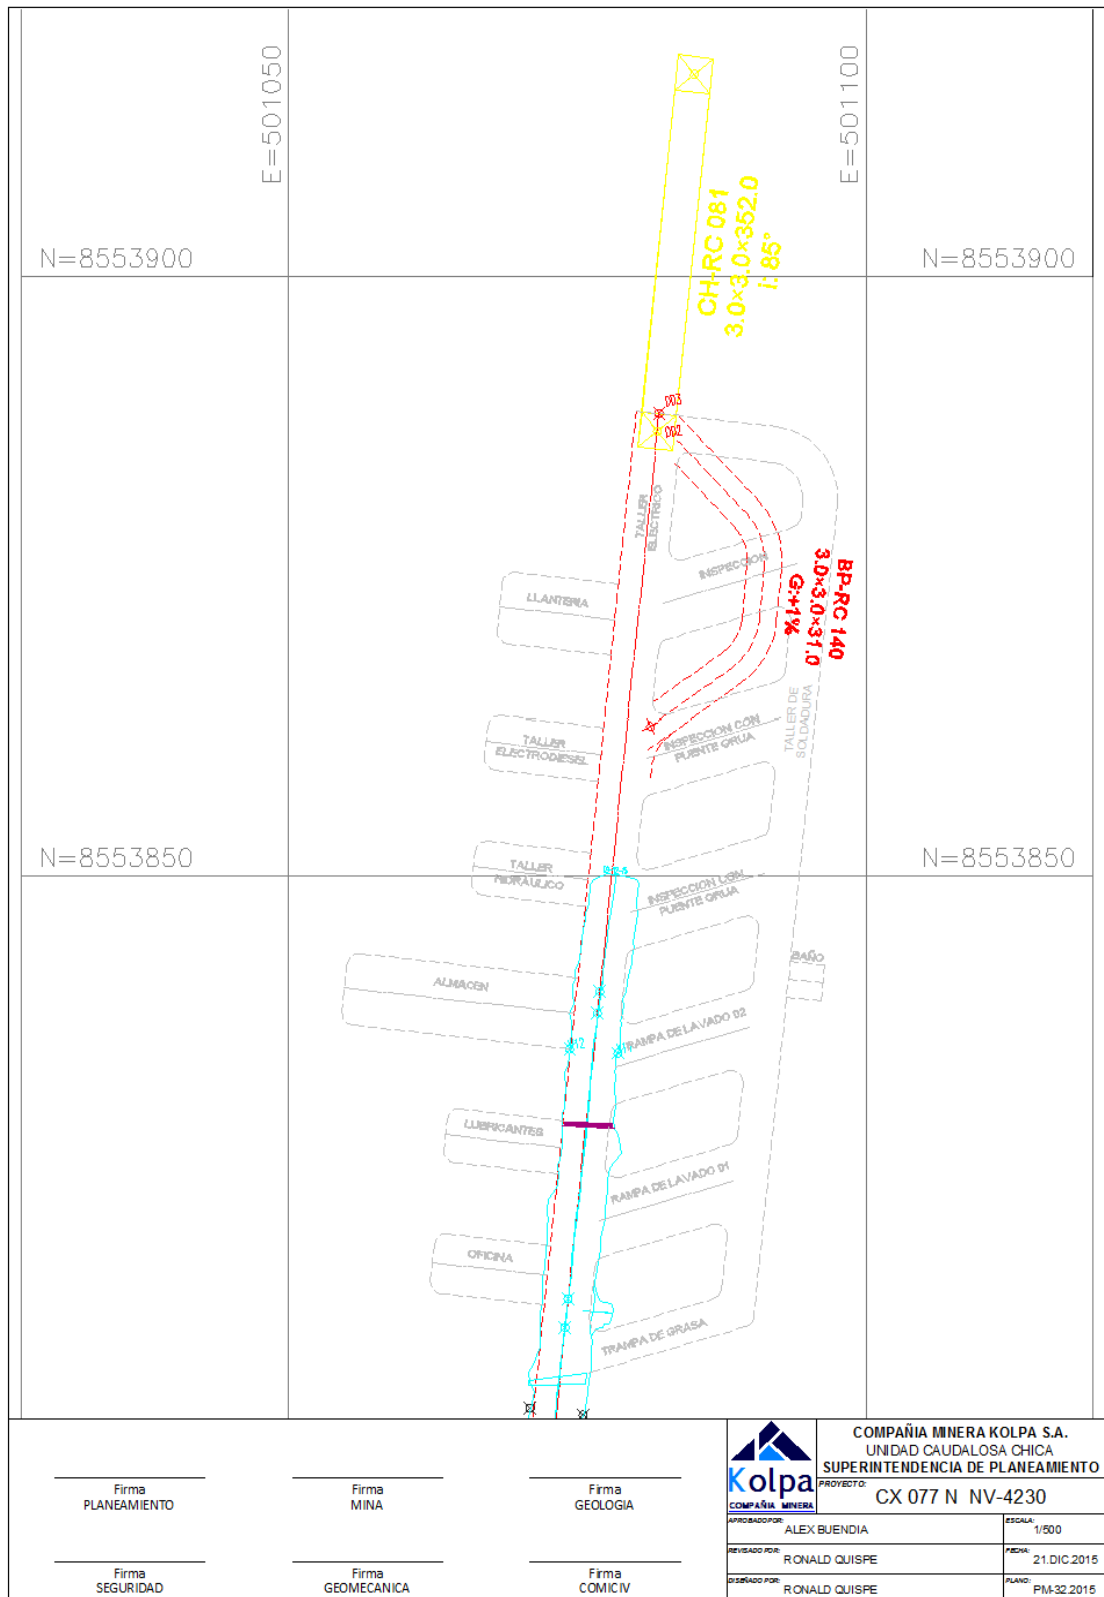 E=501050
E=501100
N=8553900
N=8553900
CH-RC 081
3.0x3.0x352.0
i: 85°
DD3
DD2
TALLER
ELECTRICO
INSPECCION
LLANTERIA
BP-RC 140
3.0x3.0x31.0
G:+1%
TALLER DE
SOLDADURA
INSPECCION CON
PUENTE GRUA
TALLER
ELECTRODIESEL
N=8553850
N=8553850
TALLER
HIDRAULICO
INSPECCION CON
PUENTE GRUA
BAÑO
ALMACEN
TRAMPA DE LAVADO 02
LUBRICANTES
TRAMPA DE LAVADO 01
OFICINA
TRAMPA DE GRASA
Firma
PLANEAMIENTO
Firma
MINA
Firma
GEOLOGIA
Firma
SEGURIDAD
Firma
GEOMECANICA
Firma
COMICIV
Kolpa
COMPAÑIA MINERA
COMPAÑIA MINERA KOLPA S.A.
UNIDAD CAUDALOSA CHICA
SUPERINTENDENCIA DE PLANEAMIENTO
PROYECTO:
CX 077 N NV-4230
APROBADO POR:
ALEX BUENDIA
ESCALA:
1/500
REVISADO POR:
RONALD QUISPE
FECHA:
21.DIC.2015
DISEÑADO POR:
RONALD QUISPE
PLANO:
PM-32.2015